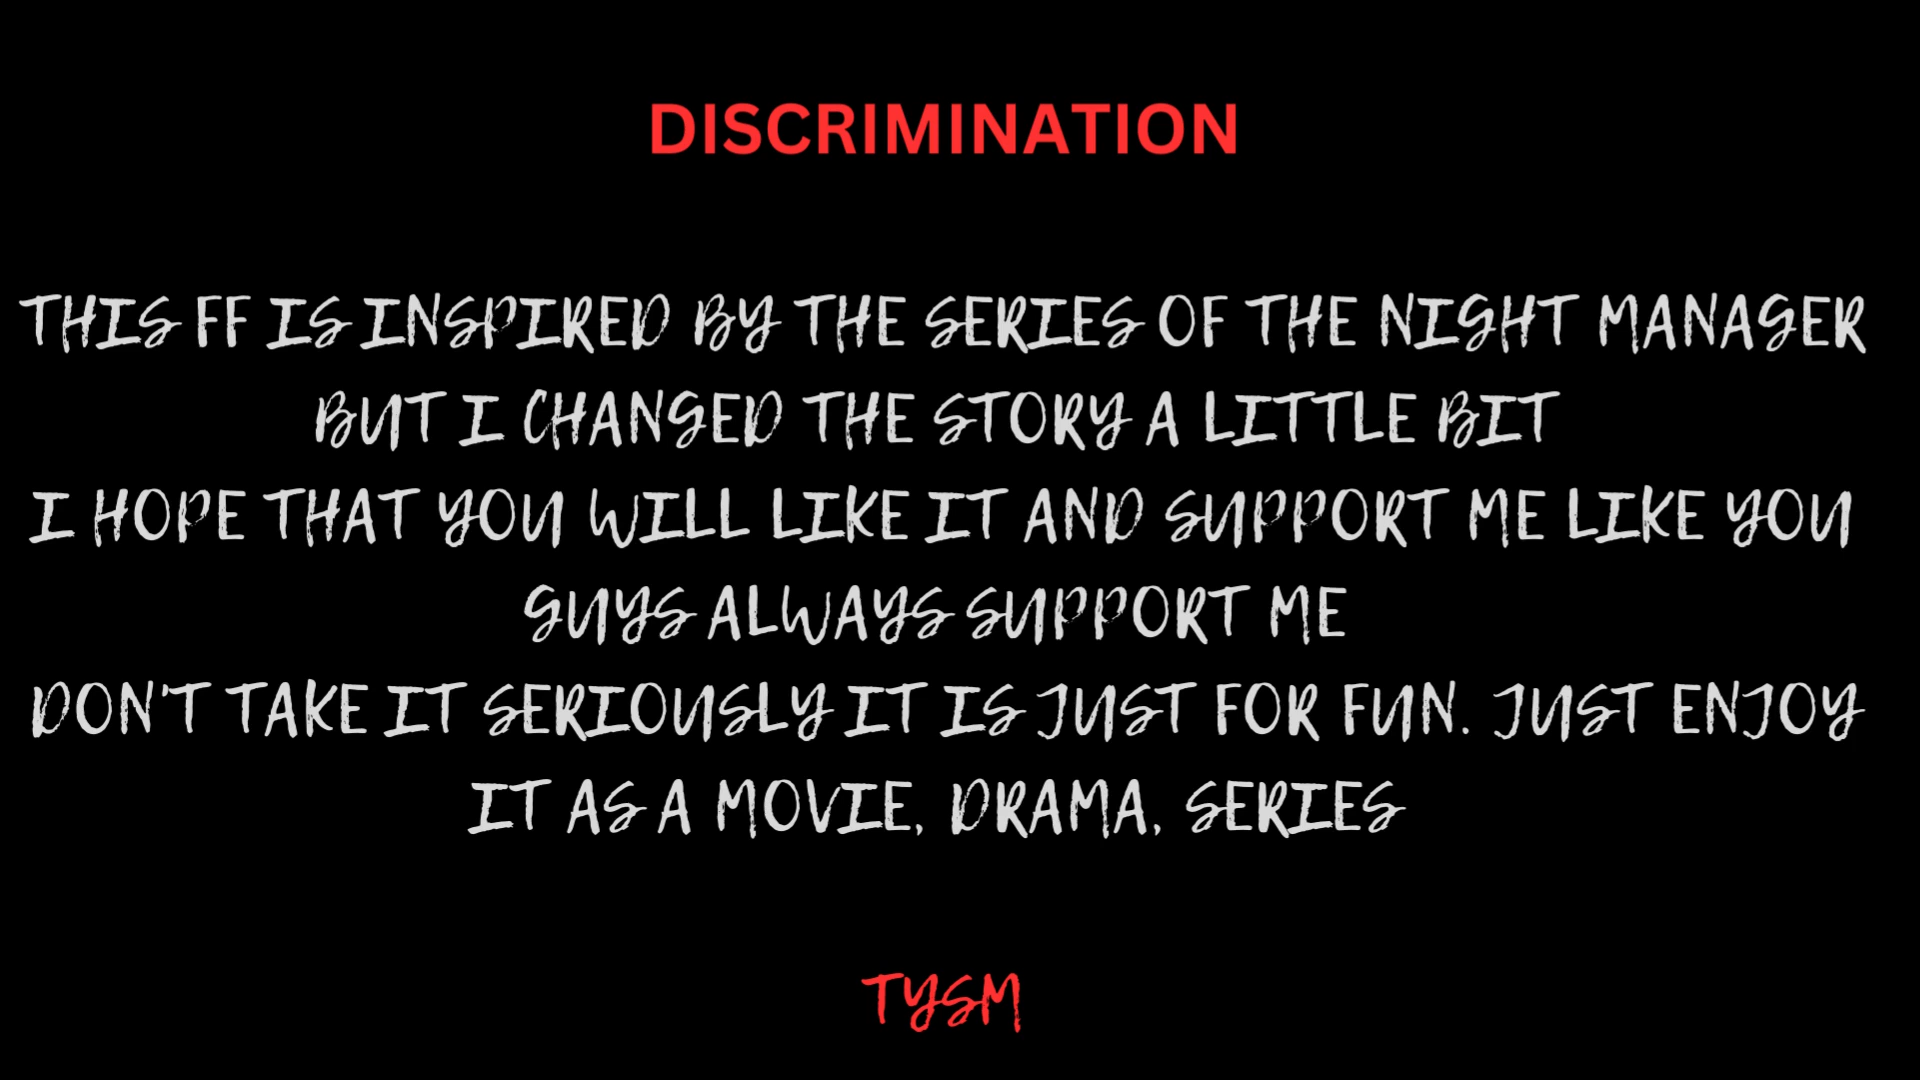 DISCRIMINATION
THIS FF IS INSPIRED BY THE SERIES OF THE NIGHT MANAGER
BUT I CHANGED THE STORY A LITTLE BIT
I HOPE THAT YOU WILL LIKE IT AND SUPPORT ME LIKE YOU
GUYS ALWAYS SUPPORT ME
DON'T TAKE IT SERIOUSLY IT IS JUST FOR FUN. JUST ENJOY
IT AS A MOVIE, DRAMA, SERIES
TYSM